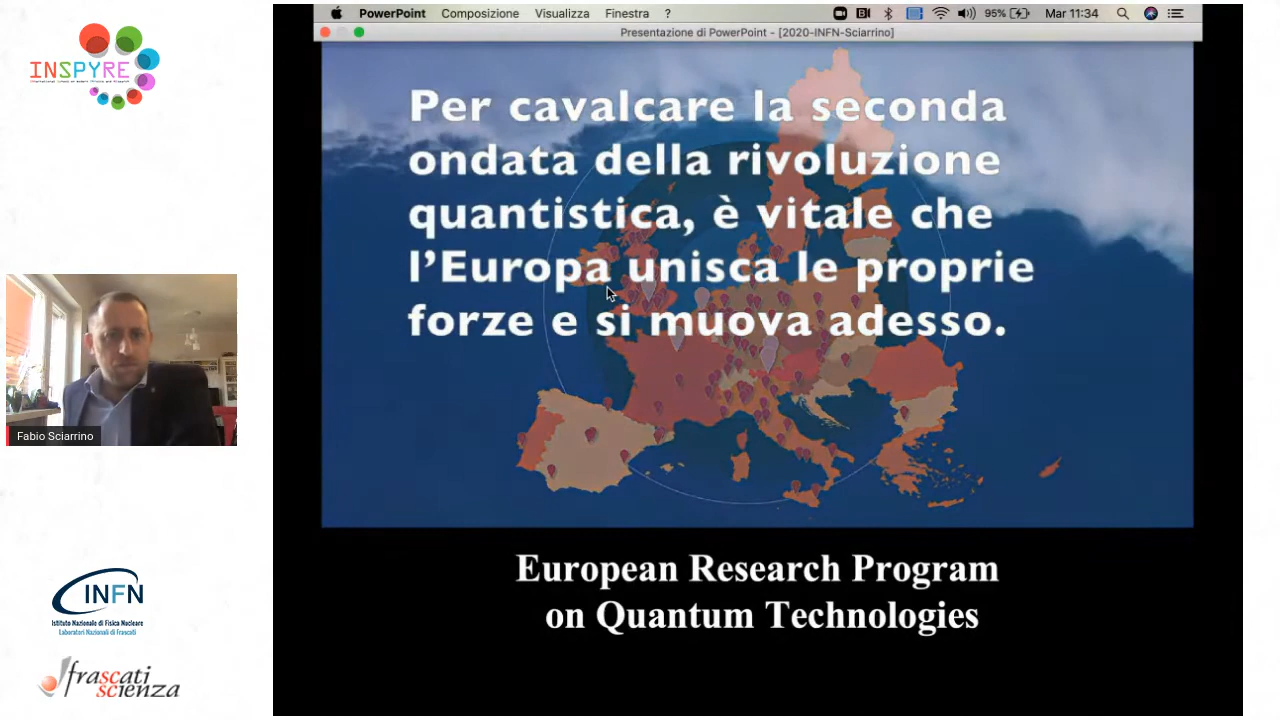 PowerPoint Composizione Visualizza Finestra ? 95% Mar 11:34
Presentazione di PowerPoint - [2020-INFN-Sciarrino]
INSPYRE
Per cavalcare la seconda
ondata della rivoluzione
quantistica, è vitale che
l’Europa unisca le proprie
forze e si muova adesso.
Fabio Sciarrino
European Research Program
on Quantum Technologies
INFN
Istituto Nazionale di Fisica Nucleare
Laboratori Nazionali di Frascati
frascati
scienza